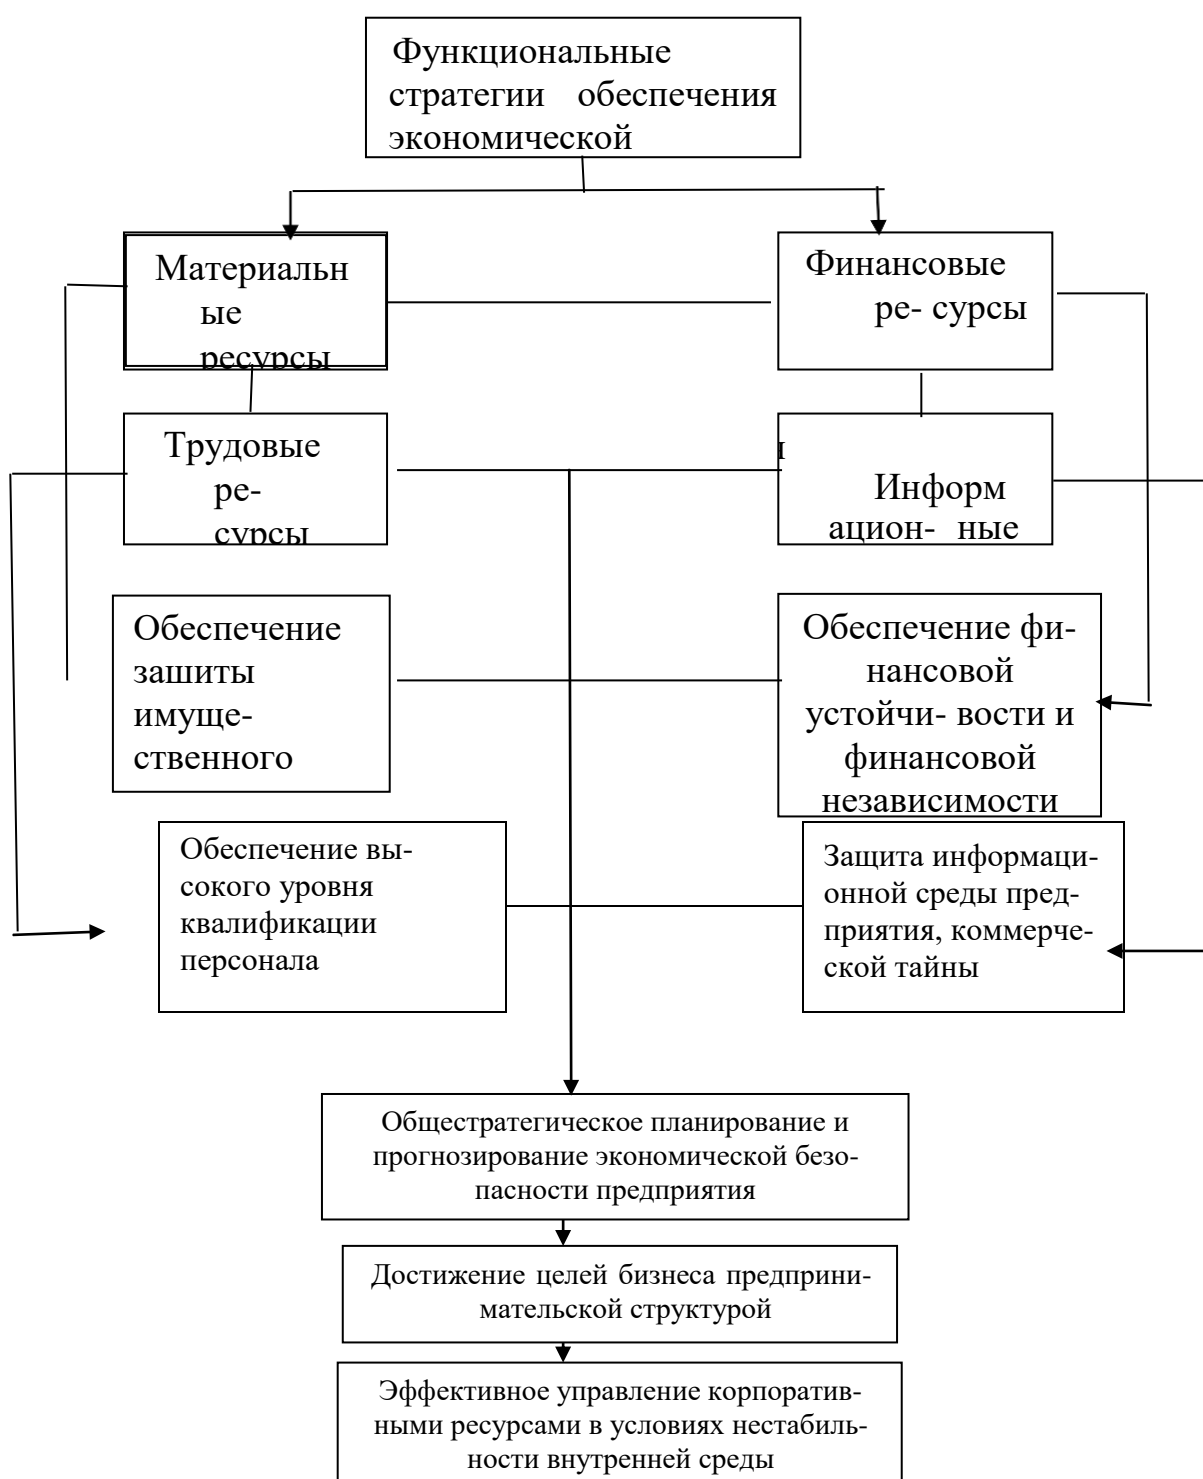 Функциональные
стратегии обеспечения
экономической
Материальн
ые
ресурсы
Финансовые
ре- сурсы
Трудовые
ре-
сурсы
Информ
ацион- ные
Обеспечение
зашиты
имуще-
ственного
Обеспечение фи-
нансовой
устойчи- вости и
финансовой
независимости
Обеспечение вы-
сокого уровня
квалификации
персонала
Защита информаци-
онной среды пред-
приятия, коммерче-
ской тайны
Общестратегическое планирование и
прогнозирование экономической безо-
пасности предприятия
Достижение целей бизнеса предприни-
мательской структурой
Эффективное управление корпоратив-
ными ресурсами в условиях нестабиль-
ности внутренней среды